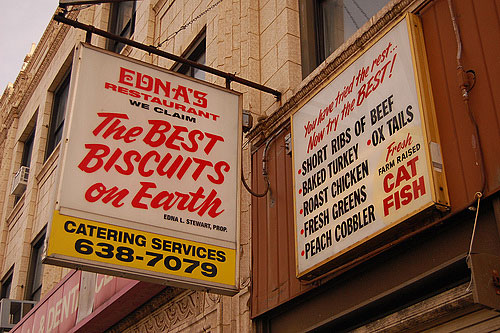 EDNA'S
RESTAURANT
WE CLAIM
The BEST
BISCUITS
on Earth
EDNA L. STEWART, PROP.
CATERING SERVICES
638-7079
You have tried the rest...
Now try the BEST!
• SHORT RIBS OF BEEF
• BAKED TURKEY
• OX TAILS
• ROAST CHICKEN
• FRESH GREENS
• PEACH COBBLER
Fresh
FARM RAISED
CAT
FISH
& DENT